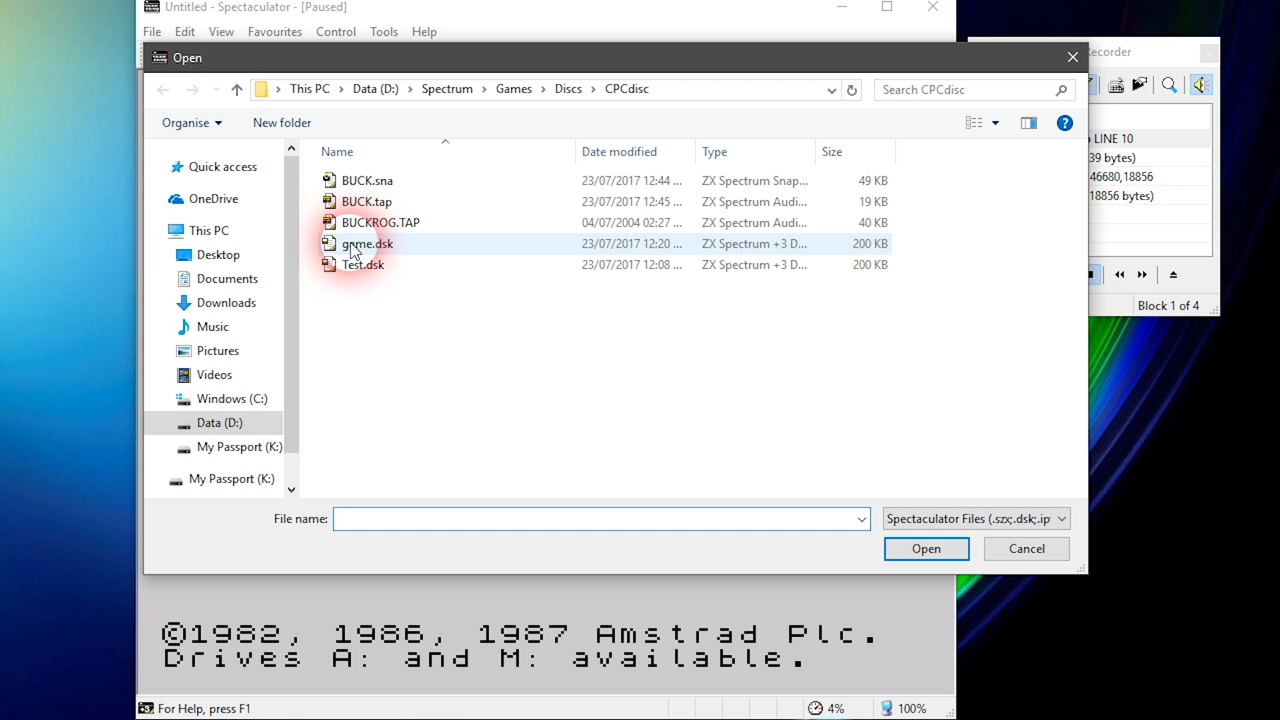 Untitled - Spectaculator - [Paused]
File Edit View Favourites Control Tools Help
Open
This PC > Data (D:) > Spectrum > Games > Discs > CPCdisc
Search CPCdisc
ecorder
Organise New folder
Name Date modified Type Size
Quick access
OneDrive
This PC
Desktop
Documents
Downloads
Music
Pictures
Videos
Windows (C:)
Data (D:)
My Passport (K:)
My Passport (K:)
BUCK.sna 23/07/2017 12:44 ... ZX Spectrum Snap... 49 KB
BUCK.tap 23/07/2017 12:45 ... ZX Spectrum Audi... 19 KB
BUCKROG.TAP 04/07/2004 02:27 ... ZX Spectrum Audi... 40 KB
game.dsk 23/07/2017 12:20 ... ZX Spectrum +3 D... 200 KB
Test.dsk 23/07/2017 12:08 ... ZX Spectrum +3 D... 200 KB
LINE 10
39 bytes)
46680,18856
18856 bytes)
Block 1 of 4
File name:
Spectaculator Files (.szx;.dsk;.ip
Open Cancel
©1982, 1986, 1987 Amstrad Plc.
Drives A: and M: available.
For Help, press F1
4%
100%